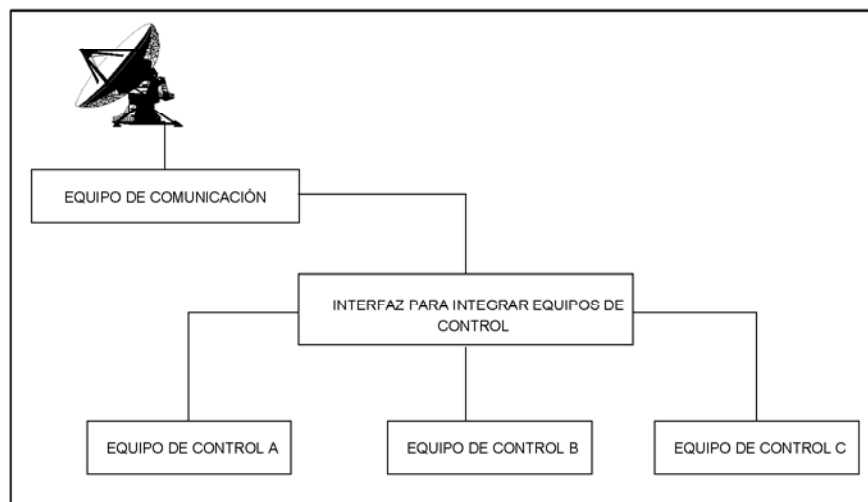 EQUIPO DE COMUNICACIÓN
INTERFAZ PARA INTEGRAR EQUIPOS DE
CONTROL
EQUIPO DE CONTROL A
EQUIPO DE CONTROL B
EQUIPO DE CONTROL C